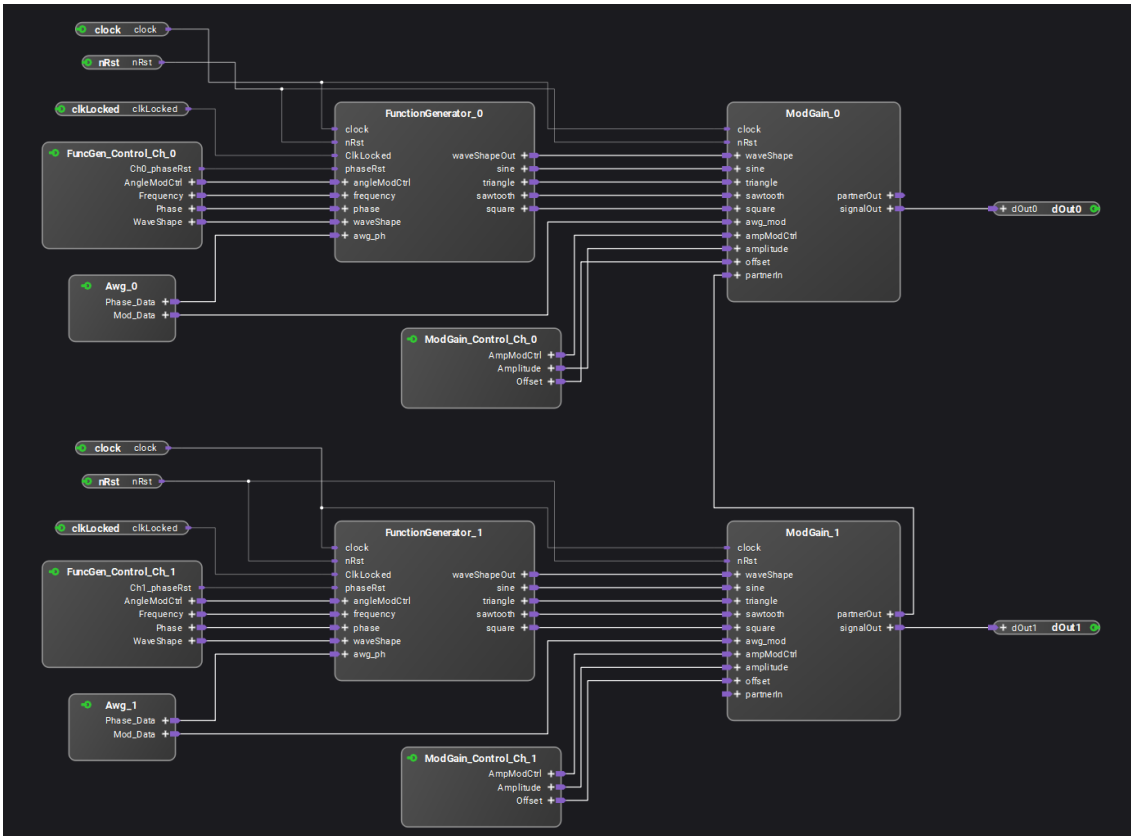 clock clock
nRst nRst
clkLocked clkLocked
FuncGen_Control_Ch_0
Ch0_phaseRst
AngleModCtrl
Frequency
Phase
WaveShape
Awg_0
Phase_Data
Mod_Data
FunctionGenerator_0
clock
nRst
ClkLocked
phaseRst
angleModCtrl
frequency
phase
waveShape
awg_ph
waveShapeOut
sine
triangle
sawtooth
square
ModGain_Control_Ch_0
AmpModCtrl
Amplitude
Offset
ModGain_0
clock
nRst
waveShape
sine
triangle
sawtooth
square
awg_mod
ampModCtrl
amplitude
offset
partnerIn
partnerOut
signalOut
dOut0 dOut0
clock clock
nRst nRst
clkLocked clkLocked
FuncGen_Control_Ch_1
Ch1_phaseRst
AngleModCtrl
Frequency
Phase
WaveShape
Awg_1
Phase_Data
Mod_Data
FunctionGenerator_1
clock
nRst
ClkLocked
phaseRst
angleModCtrl
frequency
phase
waveShape
awg_ph
waveShapeOut
sine
triangle
sawtooth
square
ModGain_Control_Ch_1
AmpModCtrl
Amplitude
Offset
ModGain_1
clock
nRst
waveShape
sine
triangle
sawtooth
square
awg_mod
ampModCtrl
amplitude
offset
partnerIn
partnerOut
signalOut
dOut1 dOut1